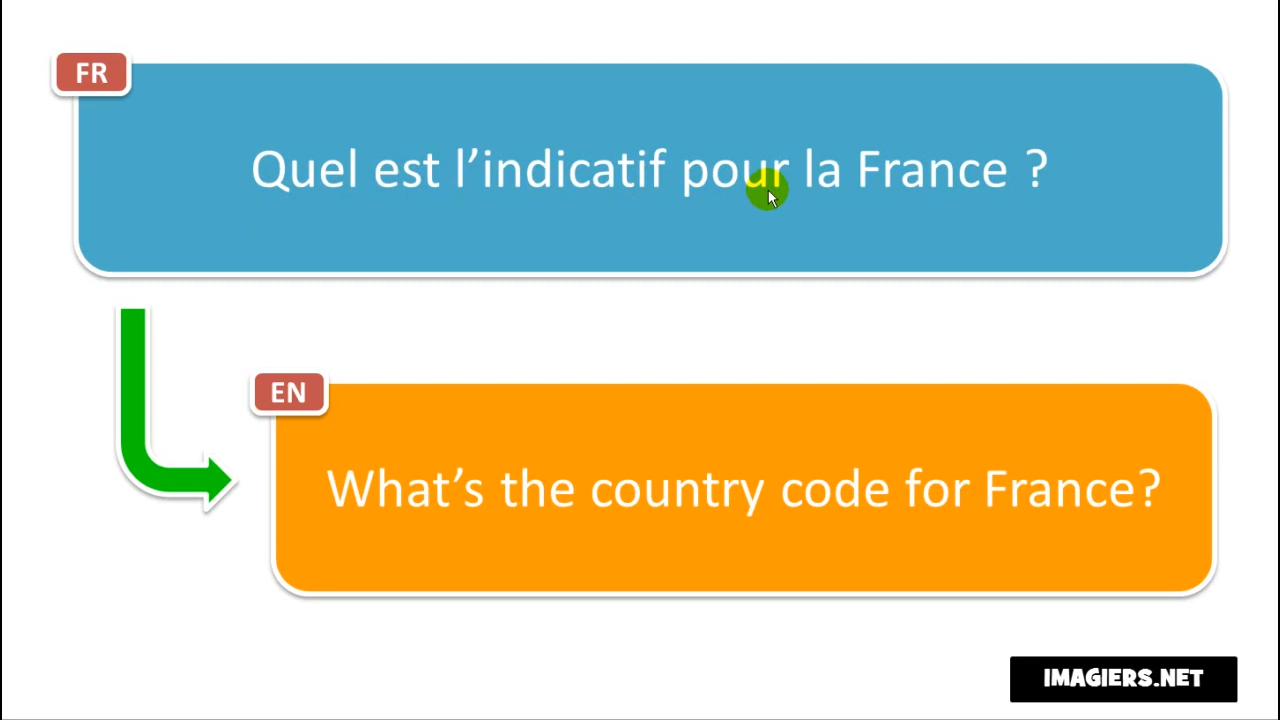 FR
Quel est l’indicatif pour la France ?
EN
What’s the country code for France?
IMAGIERS.NET